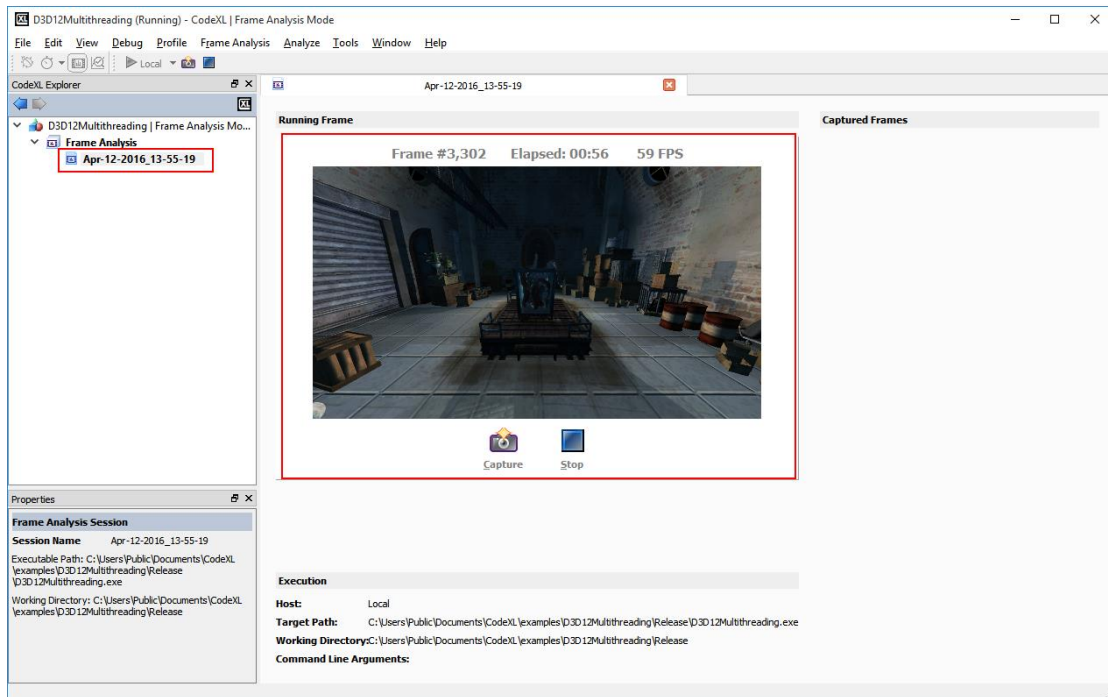 D3D12Multithreading (Running) - CodeXL | Frame Analysis Mode
File Edit View Debug Profile Frame Analysis Analyze Tools Window Help
Local
CodeXL Explorer
XL
D3D12Multithreading | Frame Analysis Mo...
Frame Analysis
Apr-12-2016_13-55-19
Properties
Frame Analysis Session
Session Name Apr-12-2016_13-55-19
Executable Path: C:\Users\Public\Documents\CodeXL
\examples\D3D12Multithreading\Release
\D3D12Multithreading.exe
Working Directory: C:\Users\Public\Documents\CodeXL
\examples\D3D12Multithreading\Release
Apr-12-2016_13-55-19
Running Frame
Frame #3,302 Elapsed: 00:56 59 FPS
Capture Stop
Captured Frames
Execution
Host: Local
Target Path: C:\Users\Public\Documents\CodeXL\examples\D3D12Multithreading\Release\D3D12Multithreading.exe
Working Directory:C:\Users\Public\Documents\CodeXL\examples\D3D12Multithreading\Release
Command Line Arguments: